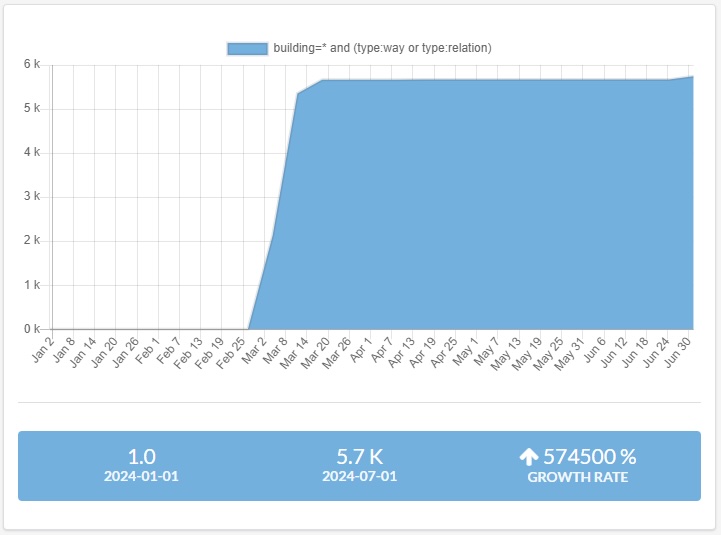 building=* and (type:way or type:relation)
6 k
5 k
4 k
3 k
2 k
1 k
0 k
Jan 2 Jan 8 Jan 14 Jan 20 Jan 26 Feb 1 Feb 7 Feb 13 Feb 19 Feb 25 Mar 2 Mar 8 Mar 14 Mar 20 Mar 26 Apr 1 Apr 7 Apr 13 Apr 19 Apr 25 May 1 May 7 May 13 May 19 May 25 May 31 Jun 6 Jun 12 Jun 18 Jun 24 Jun 30
1.0 5.7 K 574500 %
2024-01-01 2024-07-01 GROWTH RATE